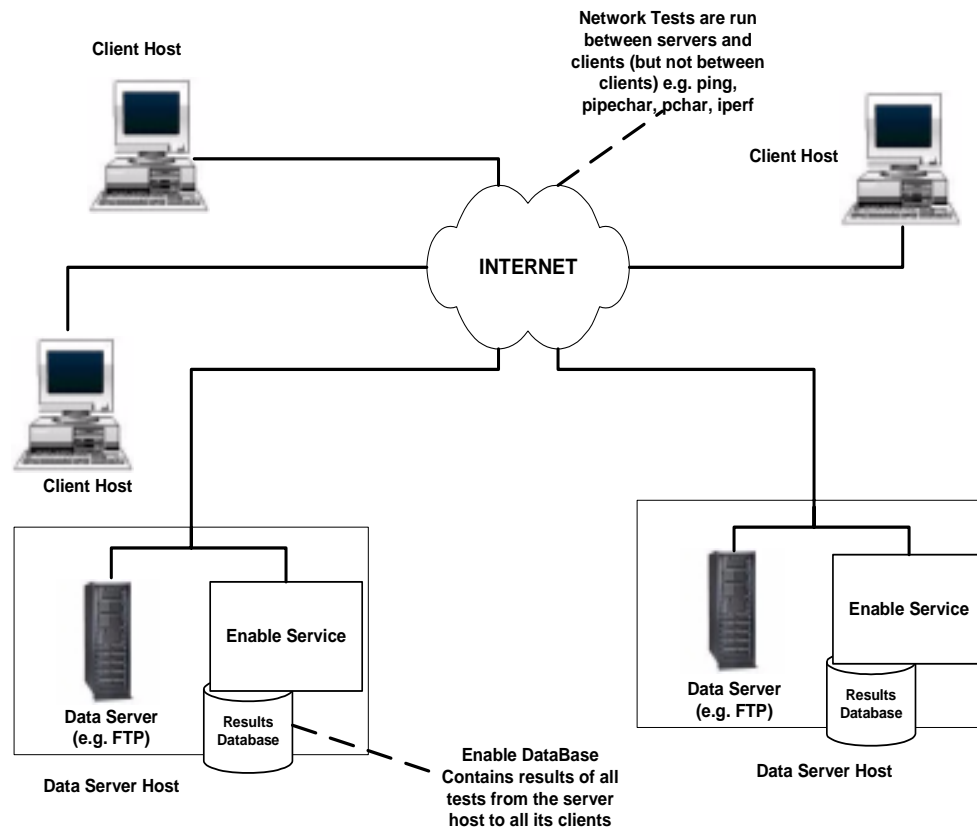 Network Tests are run
between servers and
clients (but not between
clients) e.g. ping,
pipechar, pchar, iperf
Client Host
Client Host
INTERNET
Client Host
Enable Service
Data Server
(e.g. FTP)
Results
Database
Data Server Host
Enable Service
Data Server
(e.g. FTP)
Results
Database
Data Server Host
Enable DataBase
Contains results of all
tests from the server
host to all its clients